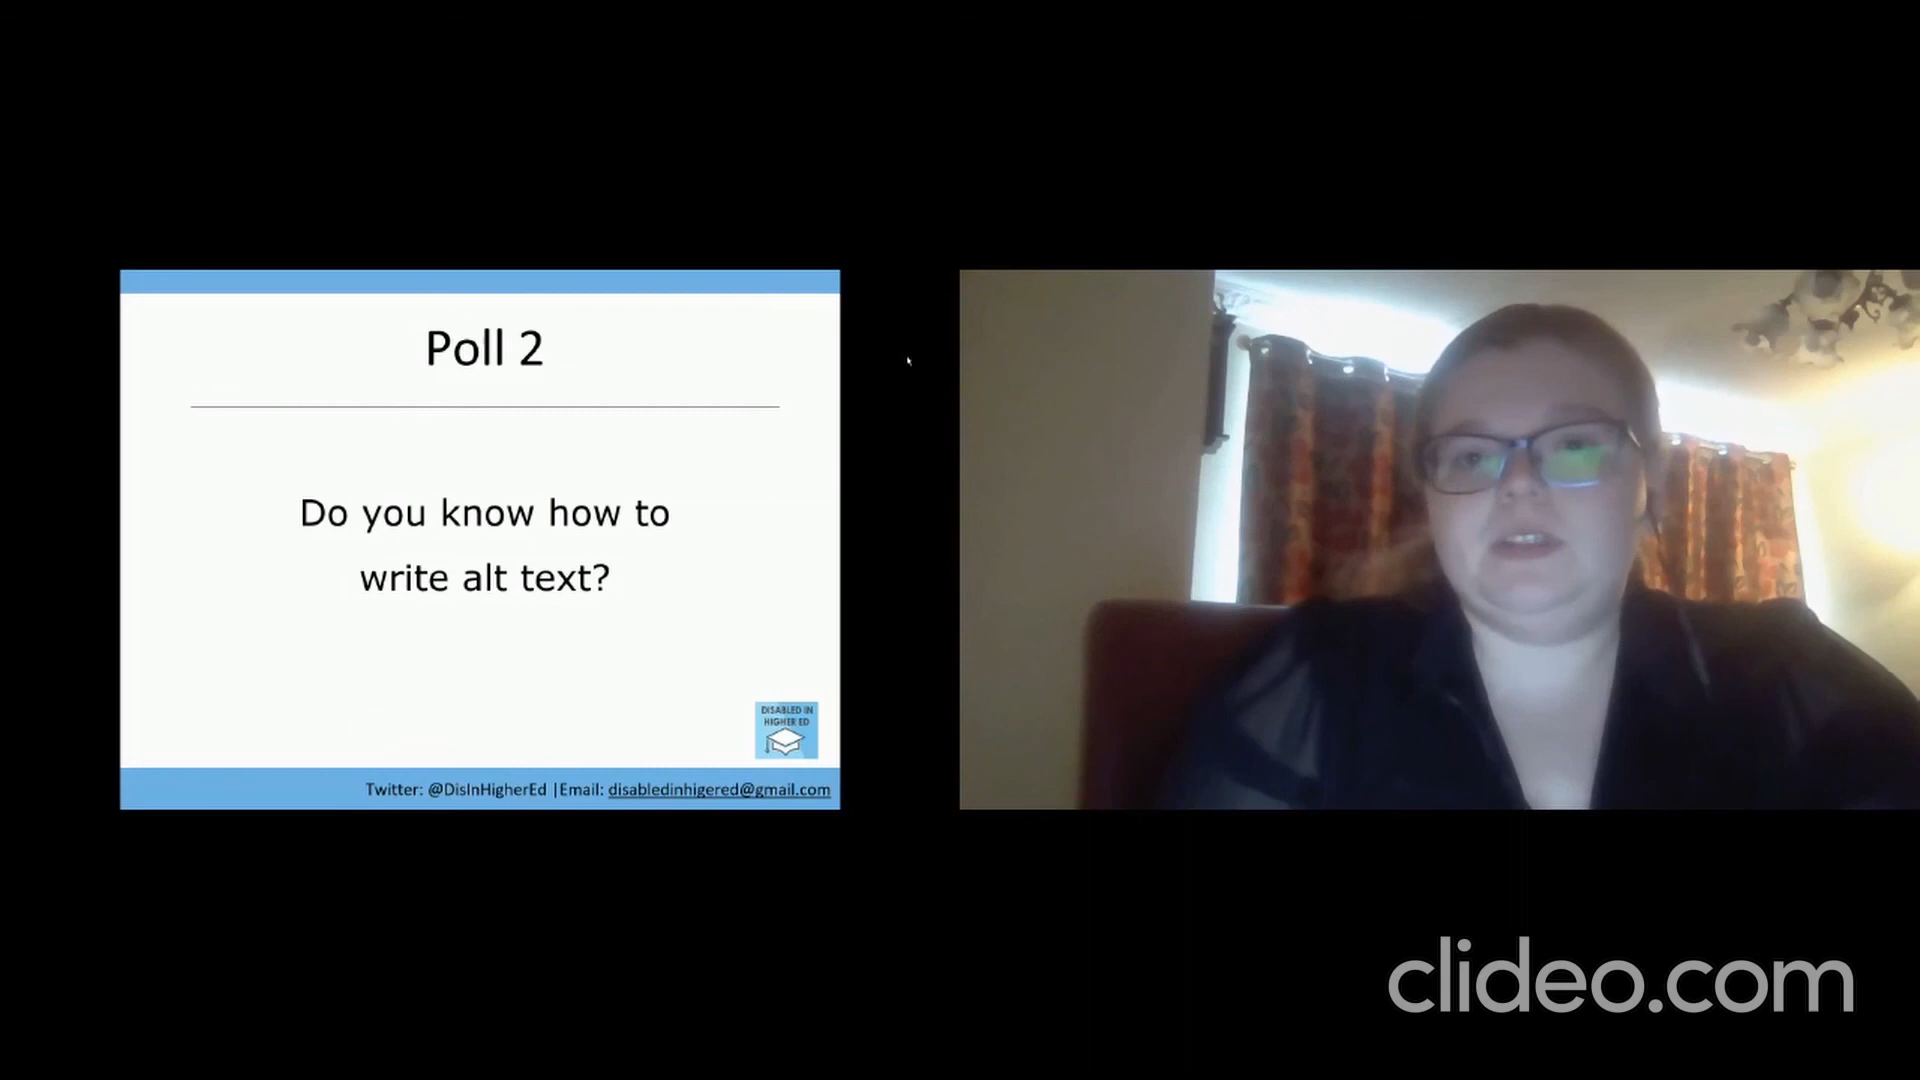 Poll 2
Do you know how to
write alt text?
DISABLED IN
HIGHER ED
Twitter: @DisInHigherEd |Email: disabledinhigered@gmail.com
clideo.com